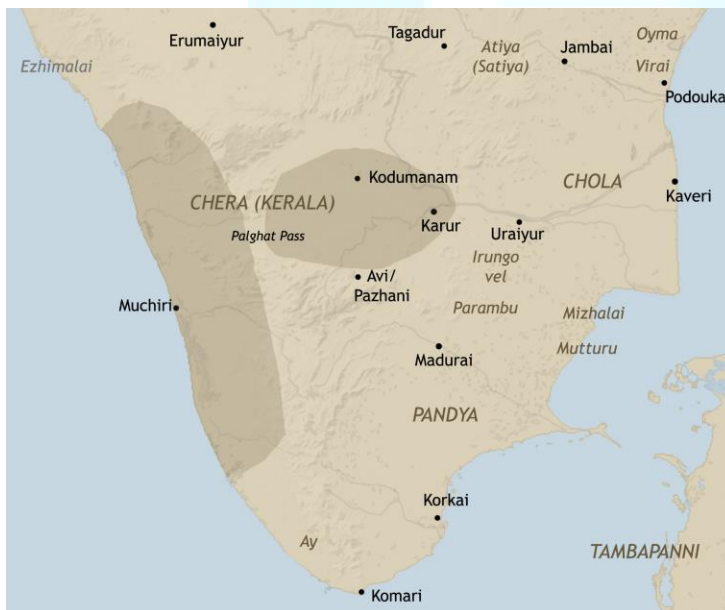 Erumaiyur
Tagadur
Atiya
(Satiya)
Jambai
Oyma
Virai
Ezhimalai
Podouka
Kodumanam
CHERA (KERALA)
CHOLA
Kaveri
Karur
Uraiyur
Palghat Pass
Irungo
vel
Avi/
Pazhani
Muchiri
Parambu
Mizhalai
Mutturu
Madurai
PANDYA
Korkai
Ay
TAMBAPANNI
Komari